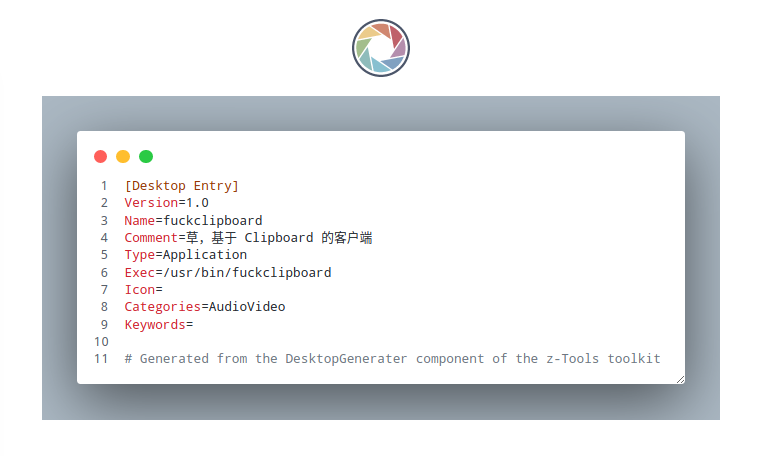 1 [Desktop Entry]
2 Version=1.0
3 Name=fuckclipboard
4 Comment=草，基于 Clipboard 的客户端
5 Type=Application
6 Exec=/usr/bin/fuckclipboard
7 Icon=
8 Categories=AudioVideo
9 Keywords=
10
11 # Generated from the DesktopGenerater component of the z-Tools toolkit